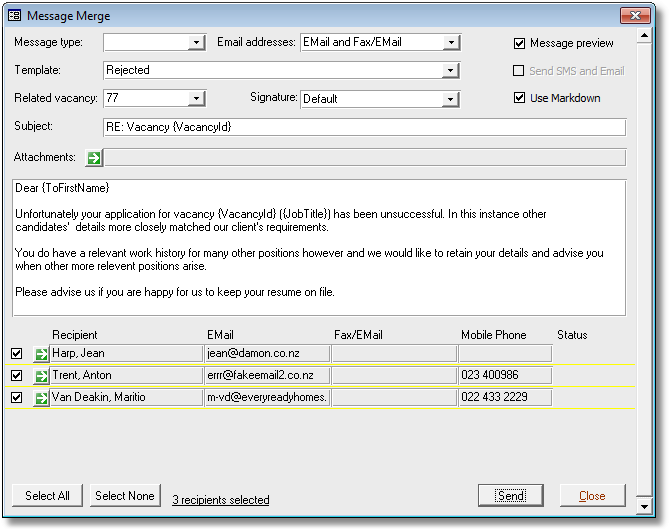 Message Merge
Message type: Email addresses: EMail and Fax/EMail Message preview
Template: Rejected Send SMS and Email
Related vacancy: 77 Signature: Default Use Markdown
Subject: RE: Vacancy {VacancyId}
Attachments:
Dear {ToFirstName}
Unfortunately your application for vacancy {VacancyId} ({JobTitle}) has been unsuccessful. In this instance other
candidates' details more closely matched our client's requirements.
You do have a relevant work history for many other positions however and we would like to retain your details and advise you
when other more relevent positions arise.
Please advise us if you are happy for us to keep your resume on file.
Recipient EMail Fax/EMail Mobile Phone Status
Harp, Jean jean@damon.co.nz
Trent, Anton errr@fakeemail2.co.nz 023 400986
Van Deakin, Maritio m-vd@everyreadyhomes. 022 433 2229
Select All Select None 3 recipients selected Send Close